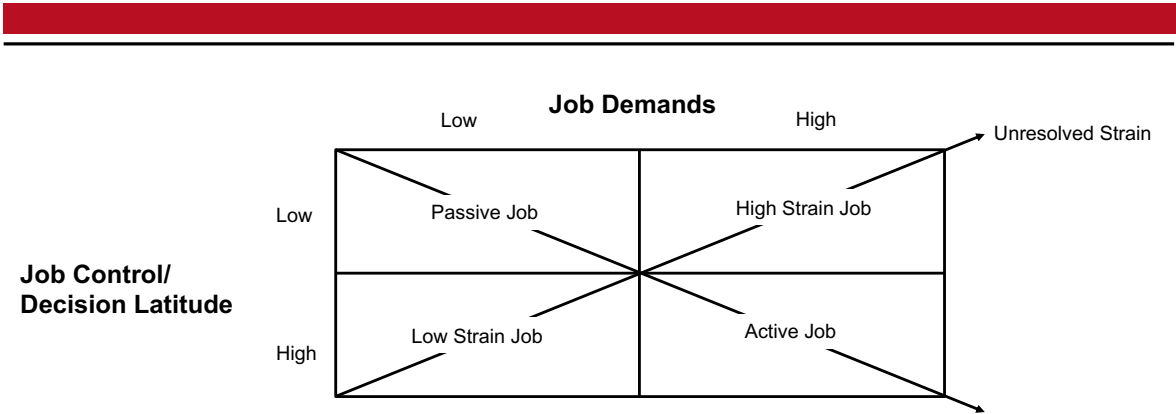 Job Demands
Low
High
Unresolved Strain
Low
Passive Job
High Strain Job
Job Control/
Decision Latitude
Low Strain Job
Active Job
High